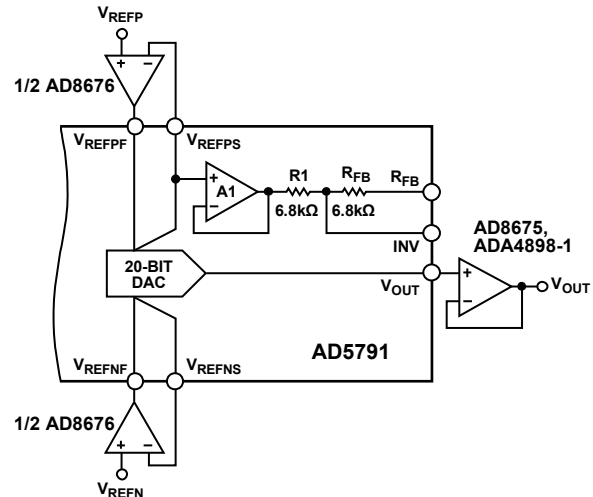 VREFP
1/2 AD8676
VREFPF
VREFPS
A1
R1
6.8kΩ
RFB
6.8kΩ
RFB
INV
AD8675,
ADA4898-1
20-BIT
DAC
VOUT
VOUT
AD5791
VREFNF
VREFNS
1/2 AD8676
VREFN